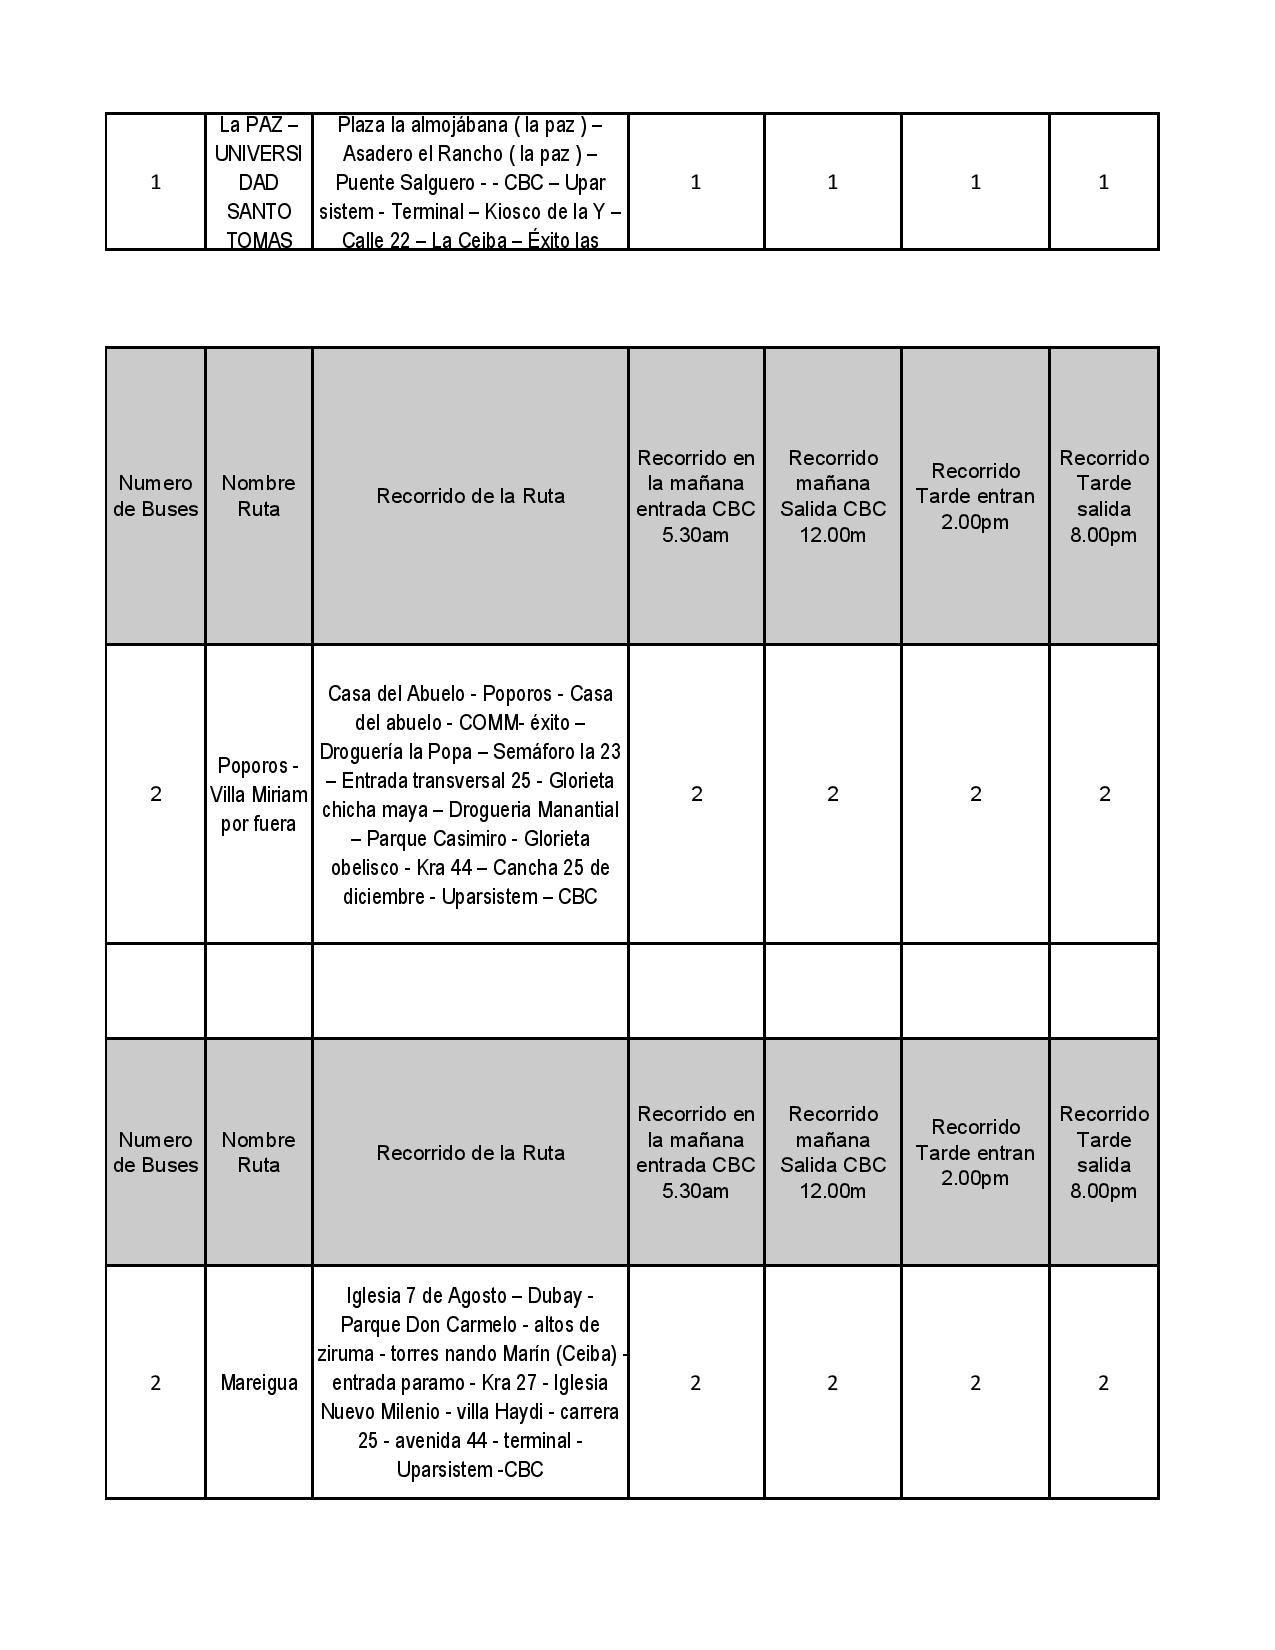 1
La PAZ –
UNIVERSI
DAD
SANTO
TOMAS
Plaza la almojábana ( la paz ) –
Asadero el Rancho ( la paz ) –
Puente Salguero - - CBC – Upar
sistem - Terminal – Kiosco de la Y –
Calle 22 – La Ceiba – Éxito las
1
1
1
1
Numero
de Buses
Nombre
Ruta
Recorrido de la Ruta
Recorrido en
la mañana
entrada CBC
5.30am
Recorrido
mañana
Salida CBC
12.00m
Recorrido
Tarde entran
2.00pm
Recorrido
Tarde
salida
8.00pm
2
Poporos -
Villa Miriam
por fuera
Casa del Abuelo - Poporos - Casa
del abuelo - COMM- éxito –
Droguería la Popa – Semáforo la 23
– Entrada transversal 25 - Glorieta
chicha maya – Drogueria Manantial
– Parque Casimiro - Glorieta
obelisco - Kra 44 – Cancha 25 de
diciembre - Uparsistem – CBC
2
2
2
2
Numero
de Buses
Nombre
Ruta
Recorrido de la Ruta
Recorrido en
la mañana
entrada CBC
5.30am
Recorrido
mañana
Salida CBC
12.00m
Recorrido
Tarde entran
2.00pm
Recorrido
Tarde
salida
8.00pm
2
Mareigua
Iglesia 7 de Agosto – Dubay -
Parque Don Carmelo - altos de
ziruma - torres nando Marín (Ceiba) -
entrada paramo - Kra 27 - Iglesia
Nuevo Milenio - villa Haydi - carrera
25 - avenida 44 - terminal -
Uparsistem -CBC
2
2
2
2